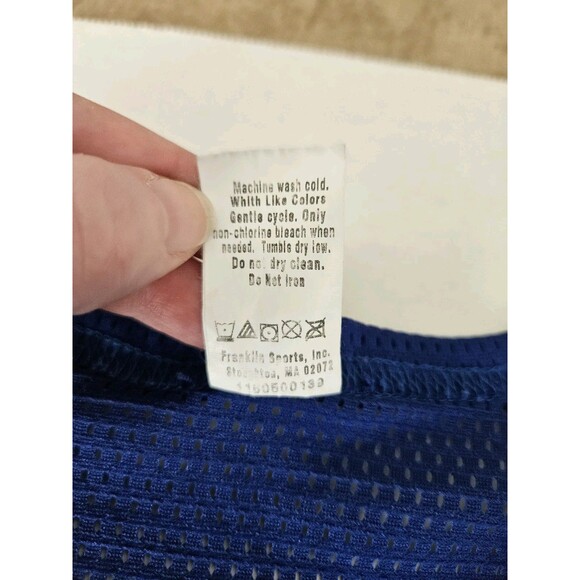 Machine wash cold.
Whith Like Colors
Gentle cycle. Only
non-chlorine bleach when
needed. Tumble dry low.
Do not dry clean.
Do Not Iron
Franklin Sports, Inc.
Stoughton, MA 02072
1150500139